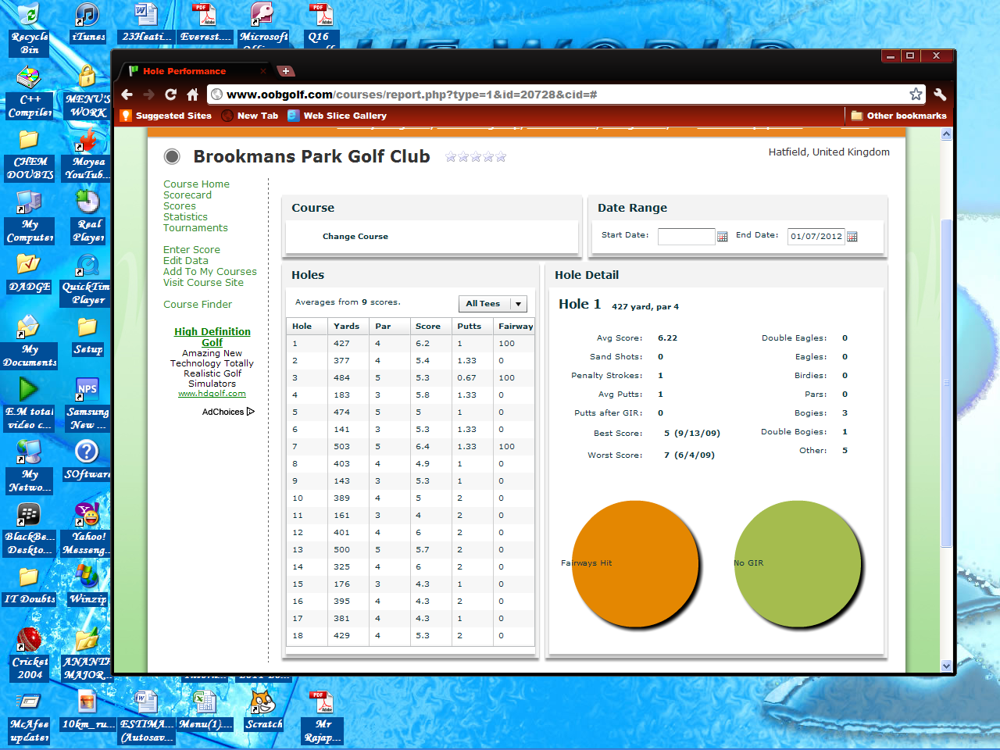 Recycle Bin
iTunes
23Heati...
Everest....
Microsoft
Q16
C++ Compiler
MENU'S WORK
CHEM DOUBTS
Moyea YouTub...
My Computer
Real Player
DADGE
QuickTim Player
My Documents
Setup
E.M total video c...
Samsung New ...
My Netwo...
SOftware
BlackBe... Deskto...
Yahoo! Messeng...
IT Doubts
Winzip
Cricket 2004
ANANTH MAJOR...
McAfee updater
10km_ru...
ESTIMA... (Autosav...
Menu(1)....
Scratch
Mr Rajap...
Hole Performance
www.oobgolf.com/courses/report.php?type=1&id=20728&cid=#
Suggested Sites New Tab Web Slice Gallery Other bookmarks
Brookmans Park Golf Club
Hatfield, United Kingdom
Course Home
Scorecard
Scores
Statistics
Tournaments
Enter Score
Edit Data
Add To My Courses
Visit Course Site
Course Finder
High Definition
Golf
Amazing New
Technology Totally
Realistic Golf
Simulators
www.hdgolf.com
AdChoices
Course
Change Course
Date Range
Start Date: End Date: 01/07/2012
Holes
Averages from 9 scores. All Tees
Hole Yards Par Score Putts Fairway
1 427 4 6.2 1 100
2 377 4 5.4 1.33 0
3 484 5 5.3 0.67 100
4 183 3 5.8 1.33 0
5 474 5 5 1 0
6 141 3 5.3 1.33 0
7 503 5 6.4 1.33 100
8 403 4 4.9 1 0
9 143 3 5.3 1 0
10 389 4 5 2 0
11 161 3 4 2 0
12 401 4 6 2 0
13 500 5 5.7 2 0
14 325 4 6 2 0
15 176 3 4.3 1 0
16 395 4 4.3 2 0
17 381 4 4.3 1 0
18 429 4 5.3 2 0
Hole Detail
Hole 1 427 yard, par 4
Avg Score: 6.22
Sand Shots: 0
Penalty Strokes: 1
Avg Putts: 1
Putts after GIR: 0
Best Score: 5 (9/13/09)
Worst Score: 7 (6/4/09)
Double Eagles: 0
Eagles: 0
Birdies: 0
Pars: 0
Bogies: 3
Double Bogies: 1
Other: 5
Fairways Hit
No GIR